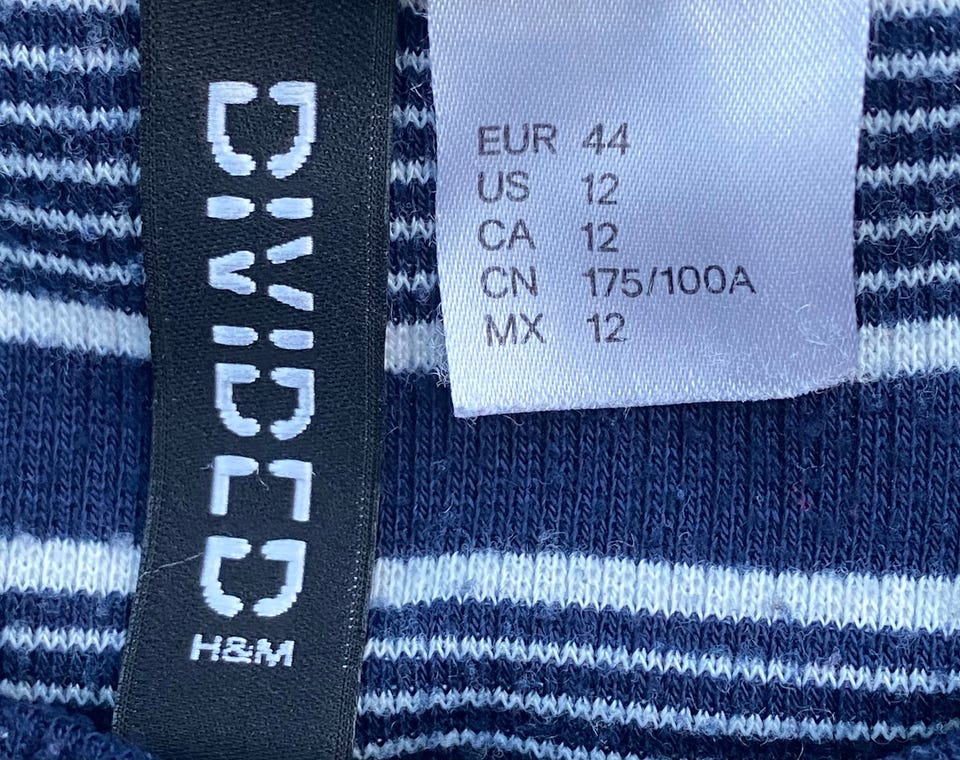 DIVIDED
H&M
EUR 44
US 12
CA 12
CN 175/100A
MX 12